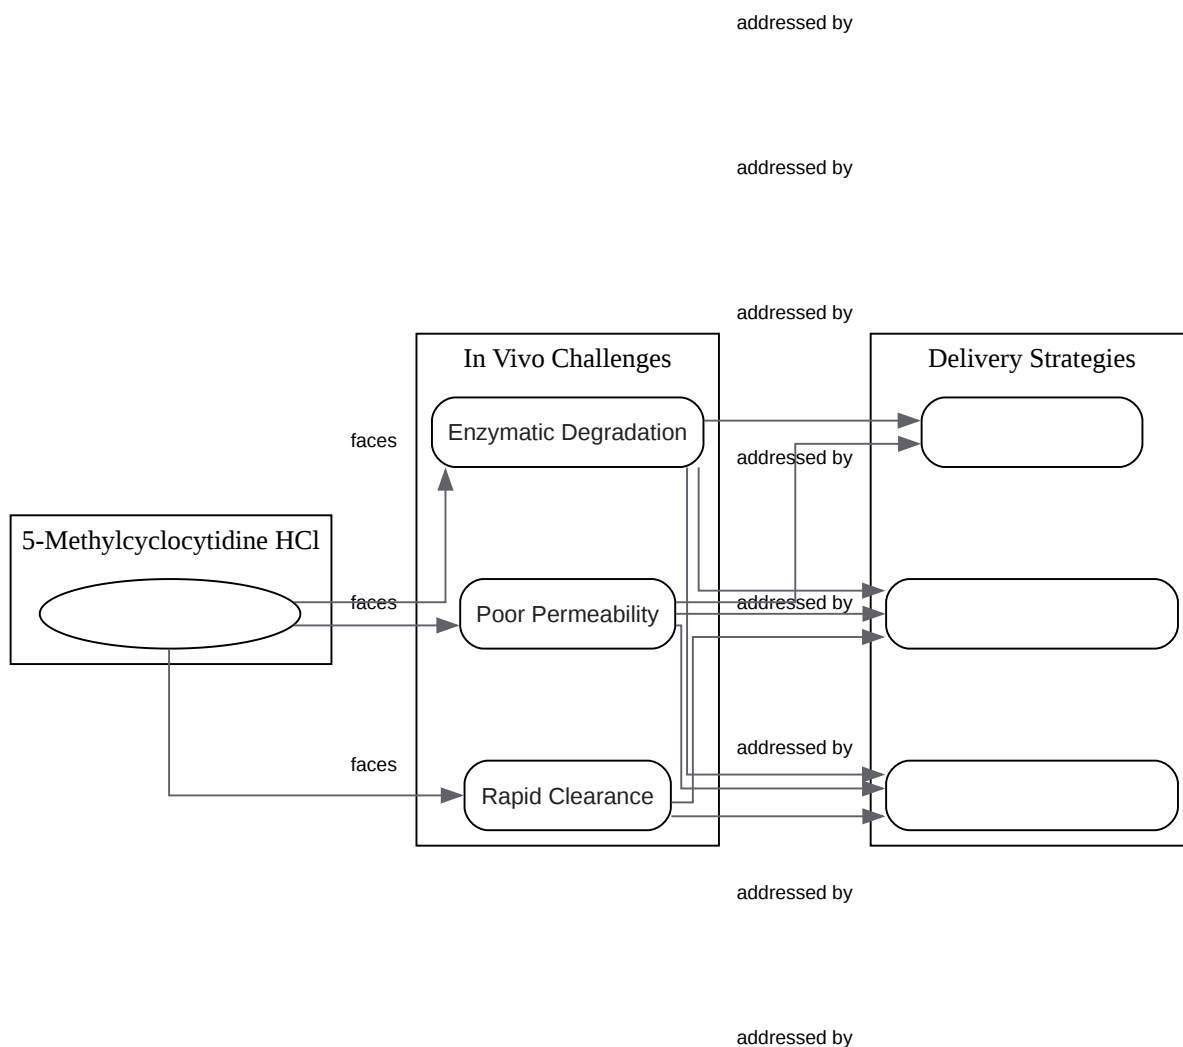 addressed by
addressed by
addressed by
In Vivo Challenges
Delivery Strategies
Enzymatic Degradation
faces
addressed by
5-Methylcyclocytidine HCl
faces
addressed by
Poor Permeability
addressed by
faces
Rapid Clearance
addressed by
addressed by